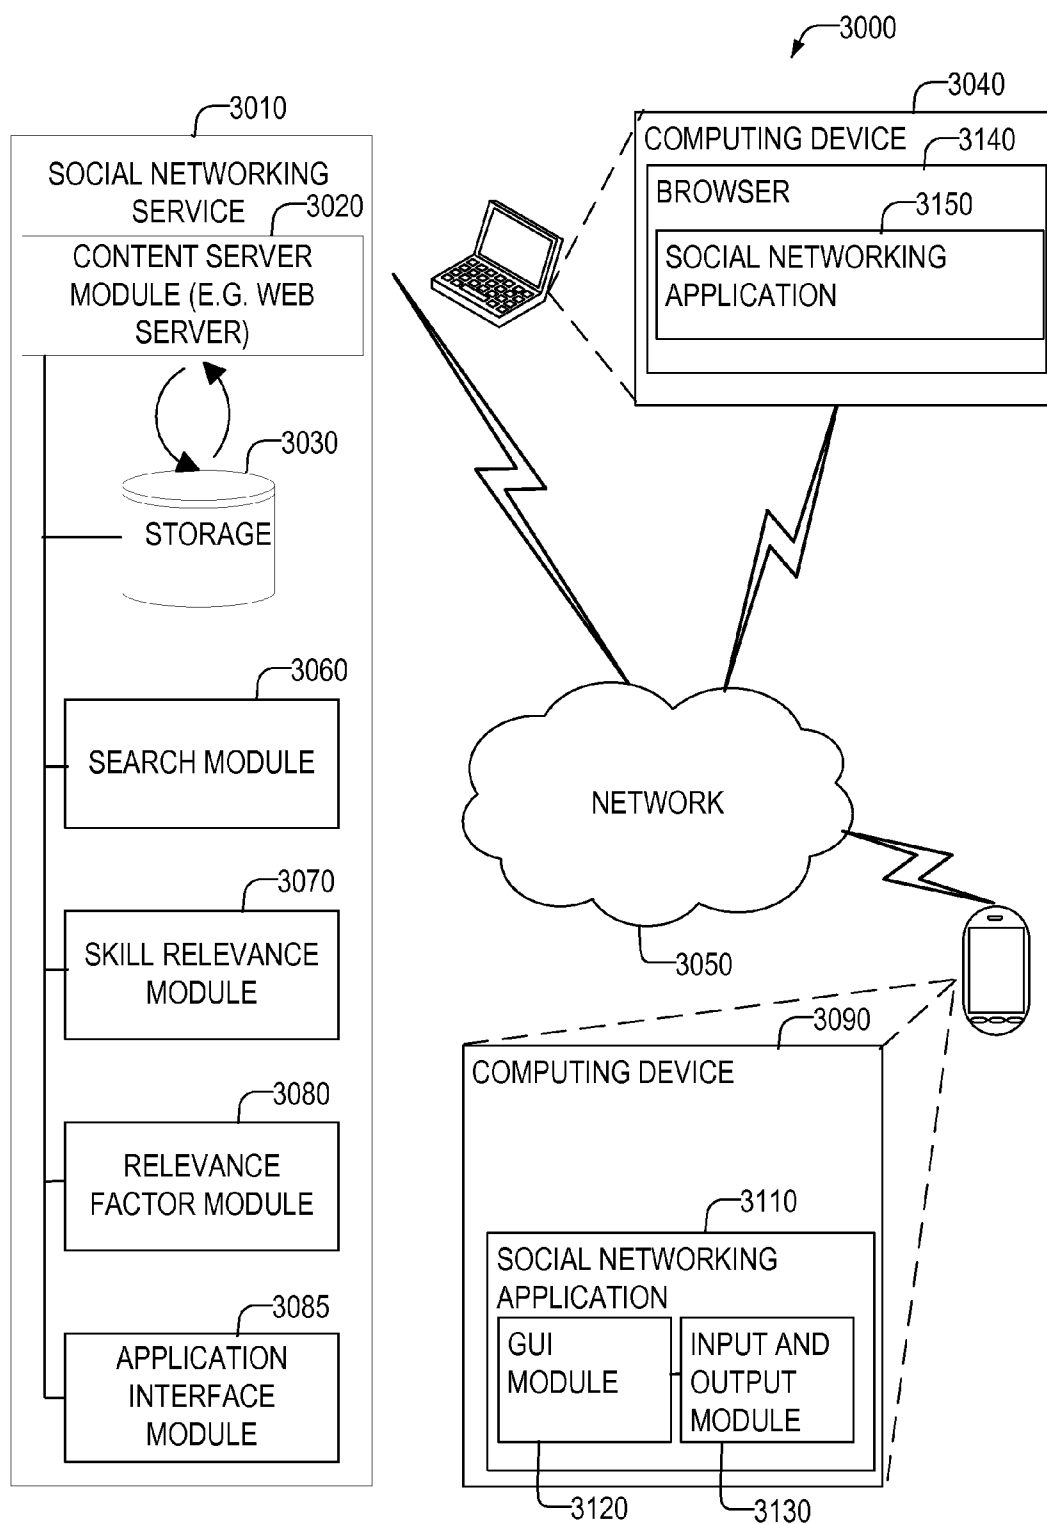 3000
3010
SOCIAL NETWORKING
SERVICE
3020
CONTENT SERVER
MODULE (E.G. WEB
SERVER)
3030
STORAGE
3060
SEARCH MODULE
3070
SKILL RELEVANCE
MODULE
3080
RELEVANCE
FACTOR MODULE
3085
APPLICATION
INTERFACE
MODULE
3040
COMPUTING DEVICE
3140
BROWSER
3150
SOCIAL NETWORKING
APPLICATION
NETWORK
3050
3090
COMPUTING DEVICE
3110
SOCIAL NETWORKING
APPLICATION
GUI
MODULE
INPUT AND
OUTPUT
MODULE
3120
3130